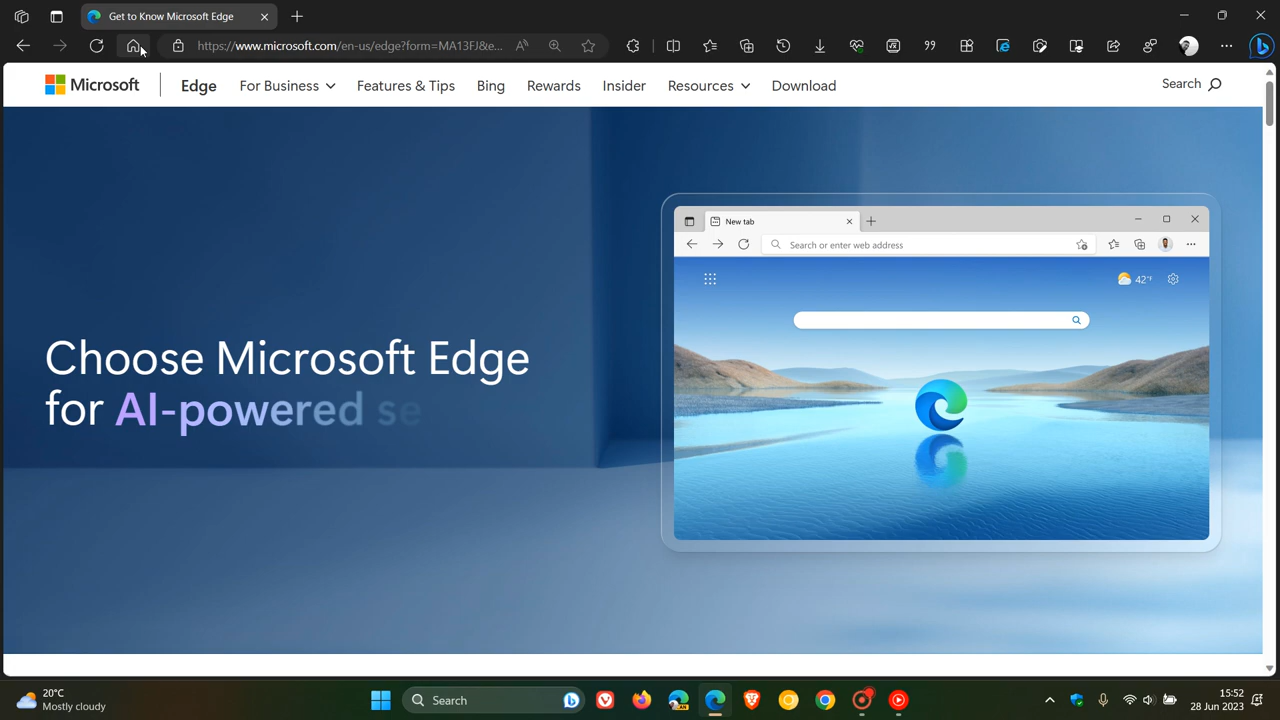 Get to Know Microsoft Edge
https://www.microsoft.com/en-us/edge?form=MA13FJ&e...
Microsoft
Edge
For Business
Features & Tips
Bing
Rewards
Insider
Resources
Download
Search
New tab
Search or enter web address
42°F
Choose Microsoft Edge
for AI-powered se
20°C
Mostly cloudy
Search
CAN
15:52
28 Jun 2023